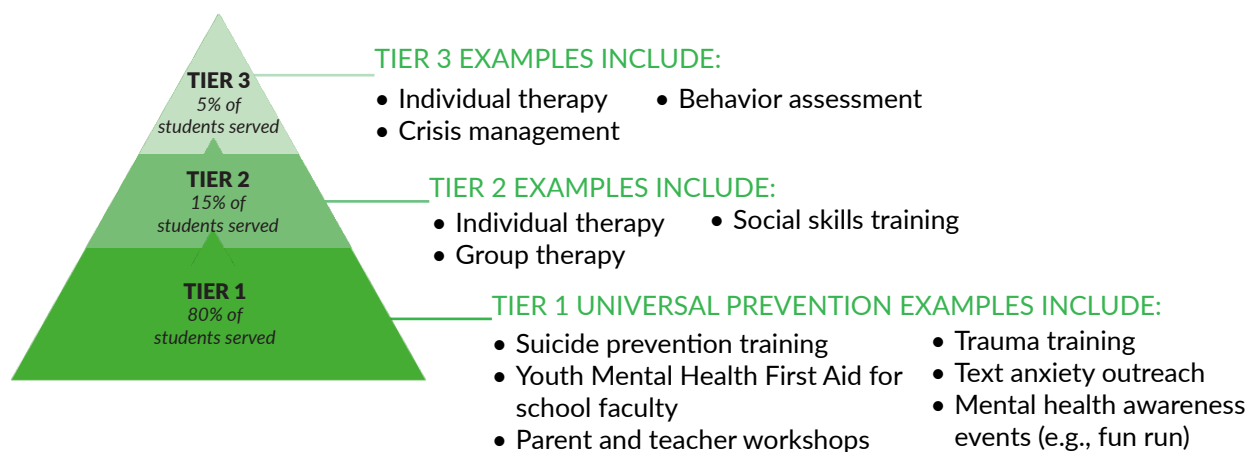 TIER 3
5% of
students served
TIER 3 EXAMPLES INCLUDE:
• Individual therapy
• Crisis management
• Behavior assessment
TIER 2
15% of
students served
TIER 2 EXAMPLES INCLUDE:
• Individual therapy
• Group therapy
• Social skills training
TIER 1
80% of
students served
TIER 1 UNIVERSAL PREVENTION EXAMPLES INCLUDE:
• Suicide prevention training
• Youth Mental Health First Aid for
school faculty
• Parent and teacher workshops
• Trauma training
• Text anxiety outreach
• Mental health awareness
events (e.g., fun run)